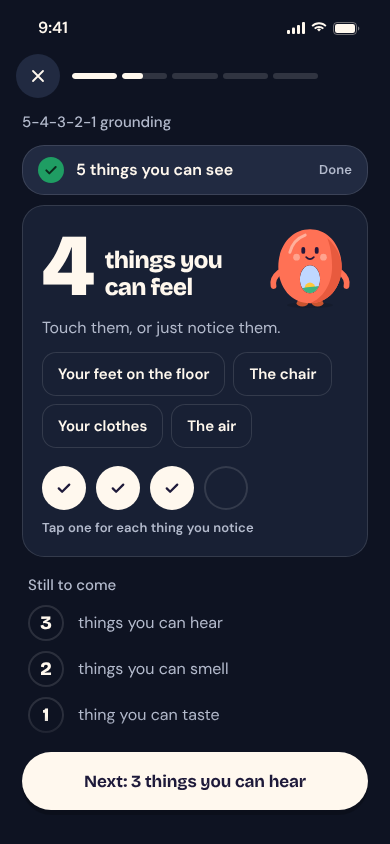 9:41
5-4-3-2-1 grounding
5 things you can see
Done
4
things you
can feel
Touch them, or just notice them.
Your feet on the floor
The chair
Your clothes
The air
Tap one for each thing you notice
Still to come
3
things you can hear
2
things you can smell
1
thing you can taste
Next: 3 things you can hear